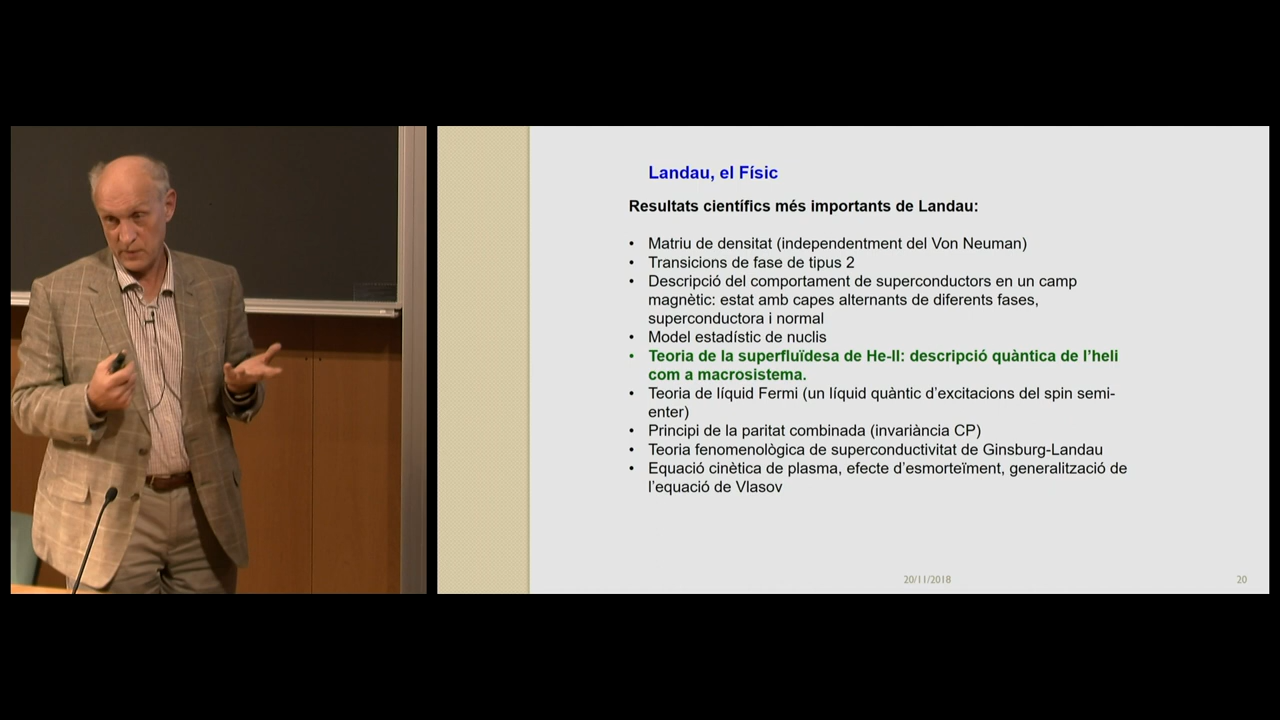 Landau, el Físic
Resultats científics més importants de Landau:
• Matriu de densitat (independentment del Von Neuman)
• Transicions de fase de tipus 2
• Descripció del comportament de superconductors en un camp
magnètic: estat amb capes alternants de diferents fases,
superconductora i normal
• Model estadístic de nuclis
• Teoria de la superfluïdesa de He-II: descripció quàntica de l’heli
com a macrosistema.
• Teoria de líquid Fermi (un líquid quàntic d’excitacions del spin semi-
enter)
• Principi de la paritat combinada (invariància CP)
• Teoria fenomenològica de superconductivitat de Ginsburg-Landau
• Equació cinètica de plasma, efecte d’esmorteïment, generalització de
l’equació de Vlasov
20/11/2018
20